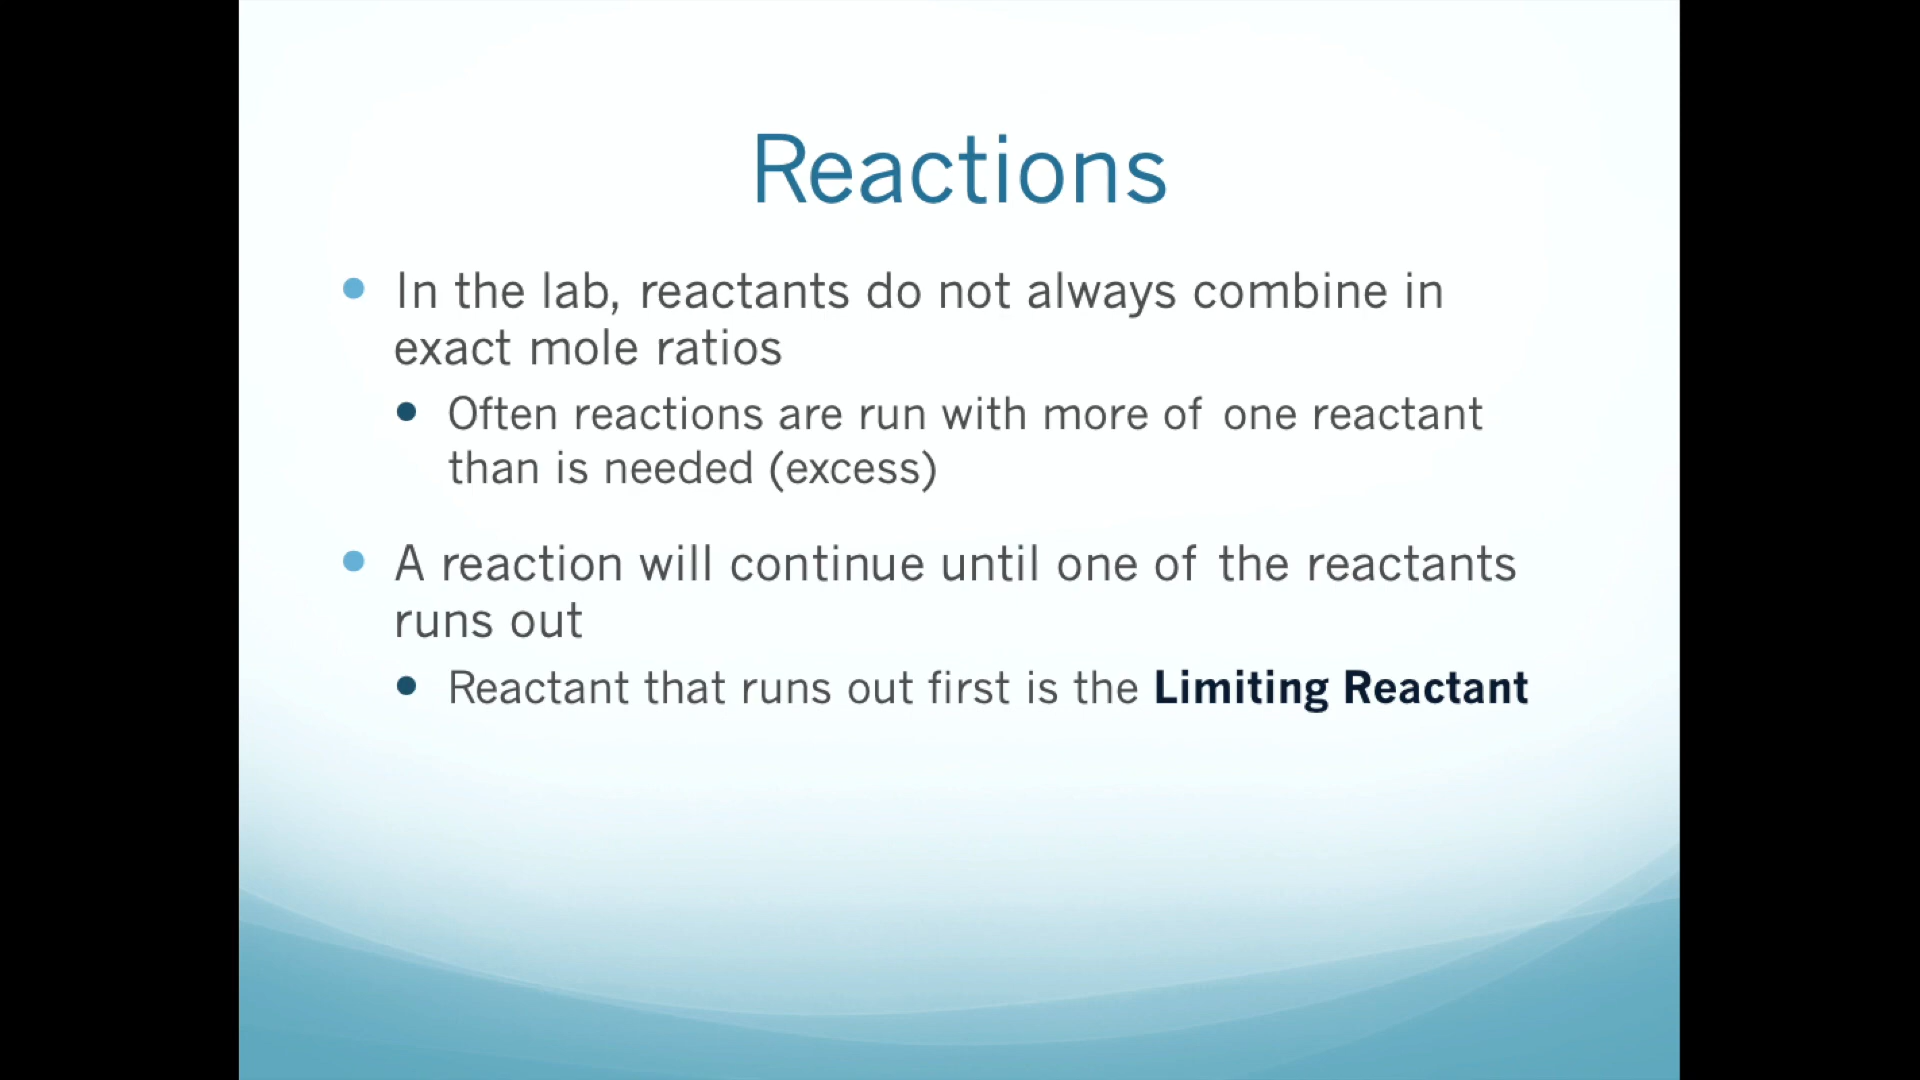 Reactions
In the lab, reactants do not always combine in
exact mole ratios
Often reactions are run with more of one reactant
than is needed (excess)
A reaction will continue until one of the reactants
runs out
Reactant that runs out first is the Limiting Reactant